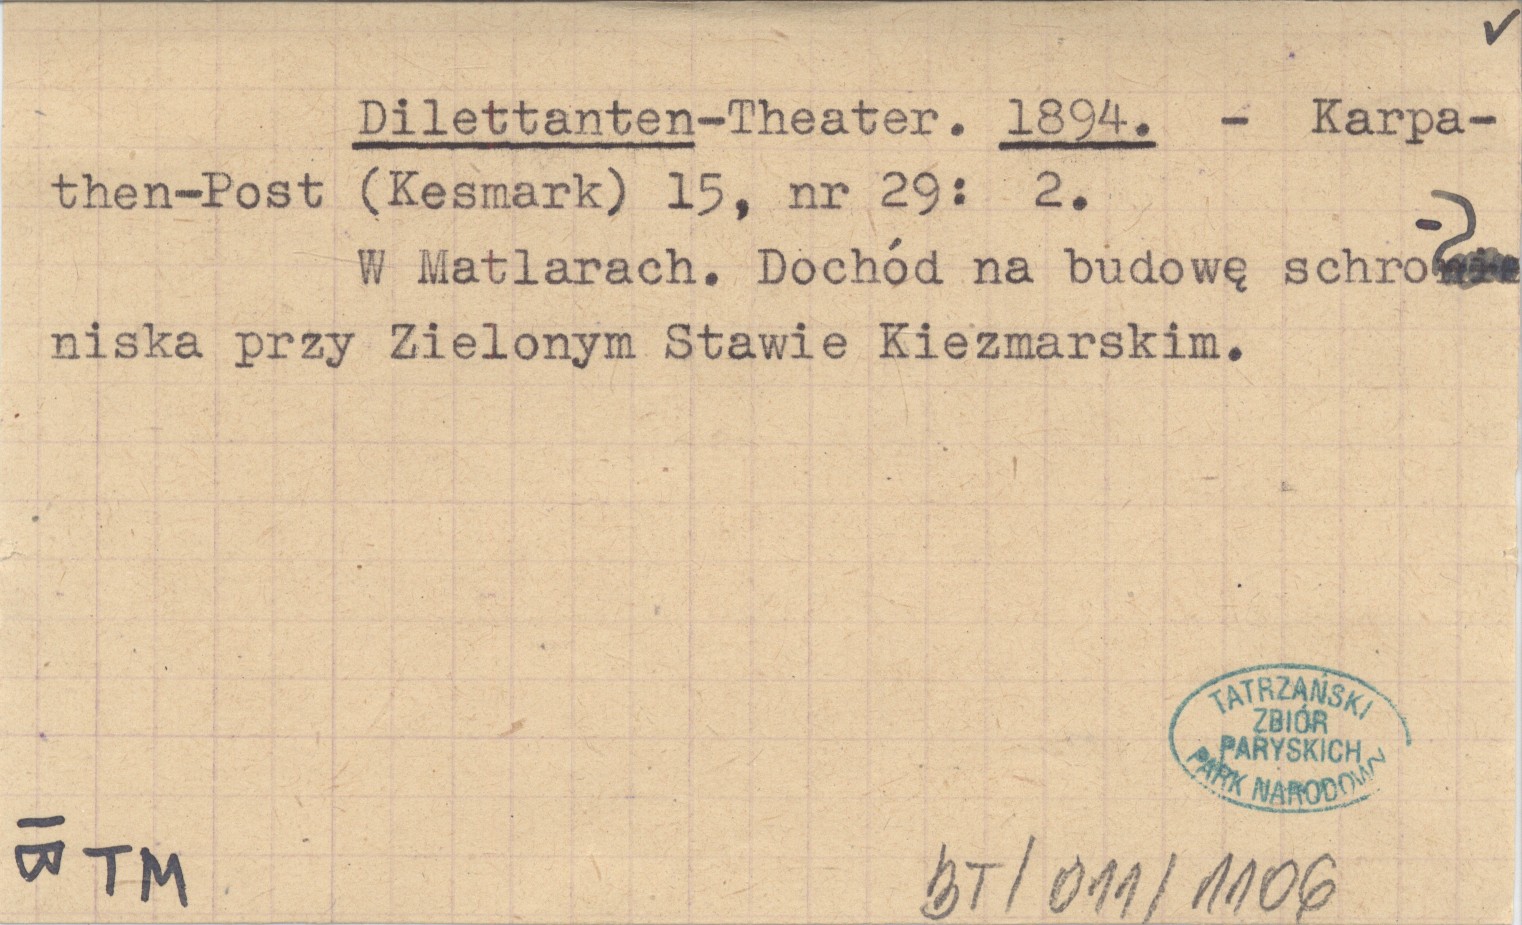 Dilettanten-Theater. 1894. - Karpa-
then-Post (Kesmark) 15, nr 29: 2.
W Matlarach. Dochód na budowę schro-
niska przy Zielonym Stawie Kiezmarskim.
TATRZAŃSKI
ZBIÓR
PARYSKICH
PARK NARODOWY
TM
BT/011/1106